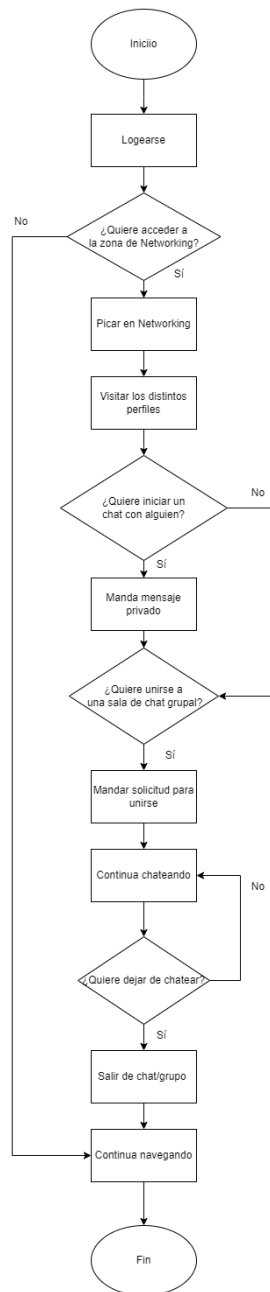 Iniciio
Logearse
¿Quiere acceder a
la zona de Networking?
No
Sí
Picar en Networking
Visitar los distintos
perfiles
¿Quiere iniciar un
chat con alguien?
No
Sí
Manda mensaje
privado
¿Quiere unirse a
una sala de chat grupal?
Sí
Mandar solicitud para
unirse
Continua chateando
No
¿Quiere dejar de chatear?
Sí
Salir de chat/grupo
Continua navegando
Fin